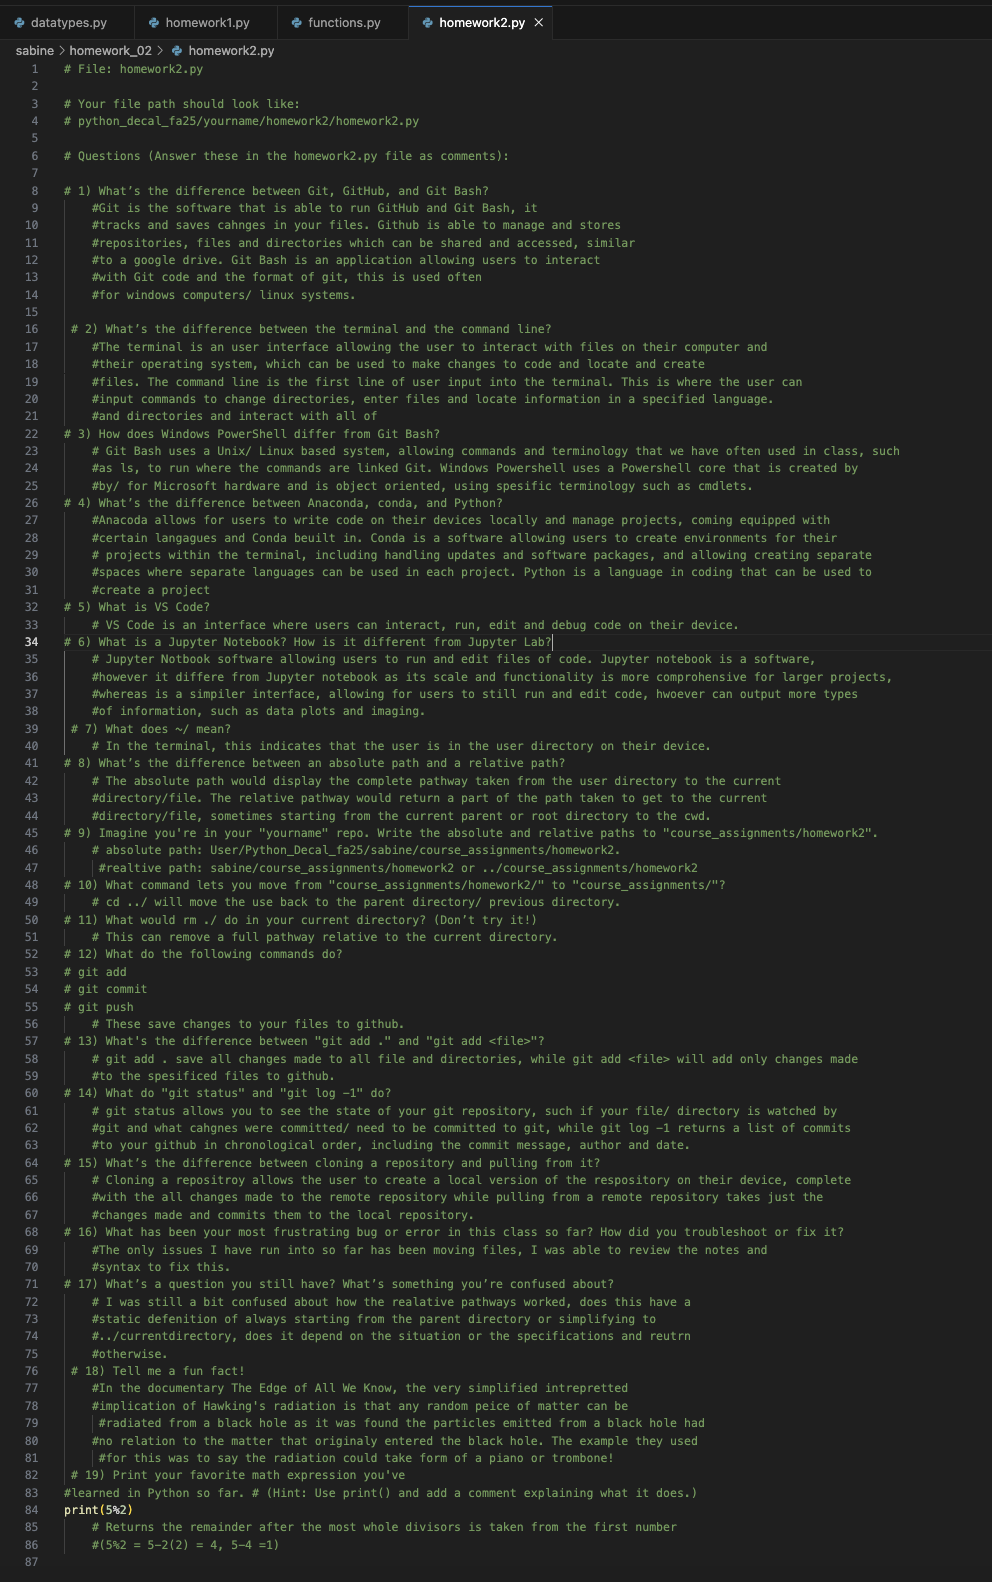 datatypes.py homework1.py functions.py homework2.py ×
sabine > homework_02 > homework2.py
1 # File: homework2.py
2
3 # Your file path should look like:
4 # python_decal_fa25/yourname/homework2/homework2.py
5
6 # Questions (Answer these in the homework2.py file as comments):
7
8 # 1) What’s the difference between Git, GitHub, and Git Bash?
9 #Git is the software that is able to run GitHub and Git Bash, it
10 #tracks and saves cahnges in your files. Github is able to manage and stores
11 #repositories, files and directories which can be shared and accessed, similar
12 #to a google drive. Git Bash is an application allowing users to interact
13 #with Git code and the format of git, this is used often
14 #for windows computers/ linux systems.
15
16 # 2) What’s the difference between the terminal and the command line?
17 #The terminal is an user interface allowing the user to interact with files on their computer and
18 #their operating system, which can be used to make changes to code and locate and create
19 #files. The command line is the first line of user input into the terminal. This is where the user can
20 #input commands to change directories, enter files and locate information in a specified language.
21 #and directories and interact with all of
22 # 3) How does Windows PowerShell differ from Git Bash?
23 # Git Bash uses a Unix/ Linux based system, allowing commands and terminology that we have often used in class, such
24 #as ls, to run where the commands are linked Git. Windows Powershell uses a Powershell core that is created by
25 #by/ for Microsoft hardware and is object oriented, using spesific terminology such as cmdlets.
26 # 4) What’s the difference between Anaconda, conda, and Python?
27 #Anacoda allows for users to write code on their devices locally and manage projects, coming equipped with
28 #certain langagues and Conda beuilt in. Conda is a software allowing users to create environments for their
29 # projects within the terminal, including handling updates and software packages, and allowing creating separate
30 #spaces where separate languages can be used in each project. Python is a language in coding that can be used to
31 #create a project
32 # 5) What is VS Code?
33 # VS Code is an interface where users can interact, run, edit and debug code on their device.
34 # 6) What is a Jupyter Notebook? How is it different from Jupyter Lab?
35 # Jupyter Notbook software allowing users to run and edit files of code. Jupyter notebook is a software,
36 #however it differe from Jupyter notebook as its scale and functionality is more comprohensive for larger projects,
37 #whereas is a simpiler interface, allowing for users to still run and edit code, hwoever can output more types
38 #of information, such as data plots and imaging.
39 # 7) What does ~/ mean?
40 # In the terminal, this indicates that the user is in the user directory on their device.
41 # 8) What’s the difference between an absolute path and a relative path?
42 # The absolute path would display the complete pathway taken from the user directory to the current
43 #directory/file. The relative pathway would return a part of the path taken to get to the current
44 #directory/file, sometimes starting from the current parent or root directory to the cwd.
45 # 9) Imagine you're in your "yourname" repo. Write the absolute and relative paths to "course_assignments/homework2".
46 # absolute path: User/Python_Decal_fa25/sabine/course_assignments/homework2.
47 #realtive path: sabine/course_assignments/homework2 or ../course_assignments/homework2
48 # 10) What command lets you move from "course_assignments/homework2/" to "course_assignments/"?
49 # cd ../ will move the use back to the parent directory/ previous directory.
50 # 11) What would rm ./ do in your current directory? (Don’t try it!)
51 # This can remove a full pathway relative to the current directory.
52 # 12) What do the following commands do?
53 # git add
54 # git commit
55 # git push
56 # These save changes to your files to github.
57 # 13) What's the difference between "git add ." and "git add <file>"?
58 # git add . save all changes made to all file and directories, while git add <file> will add only changes made
59 #to the spesificed files to github.
60 # 14) What do "git status" and "git log -1" do?
61 # git status allows you to see the state of your git repository, such if your file/ directory is watched by
62 #git and what cahgnes were committed/ need to be committed to git, while git log -1 returns a list of commits
63 #to your github in chronological order, including the commit message, author and date.
64 # 15) What’s the difference between cloning a repository and pulling from it?
65 # Cloning a repositroy allows the user to create a local version of the respository on their device, complete
66 #with the all changes made to the remote repository while pulling from a remote repository takes just the
67 #changes made and commits them to the local repository.
68 # 16) What has been your most frustrating bug or error in this class so far? How did you troubleshoot or fix it?
69 #The only issues I have run into so far has been moving files, I was able to review the notes and
70 #syntax to fix this.
71 # 17) What’s a question you still have? What’s something you’re confused about?
72 # I was still a bit confused about how the realative pathways worked, does this have a
73 #static defenition of always starting from the parent directory or simplifying to
74 #../currentdirectory, does it depend on the situation or the specifications and reutrn
75 #otherwise.
76 # 18) Tell me a fun fact!
77 #In the documentary The Edge of All We Know, the very simplified intrepretted
78 #implication of Hawking's radiation is that any random peice of matter can be
79 #radiated from a black hole as it was found the particles emitted from a black hole had
80 #no relation to the matter that originaly entered the black hole. The example they used
81 #for this was to say the radiation could take form of a piano or trombone!
82 # 19) Print your favorite math expression you've
83 #learned in Python so far. # (Hint: Use print() and add a comment explaining what it does.)
84 print(5%2)
85 # Returns the remainder after the most whole divisors is taken from the first number
86 #(5%2 = 5-2(2) = 4, 5-4 =1)
87